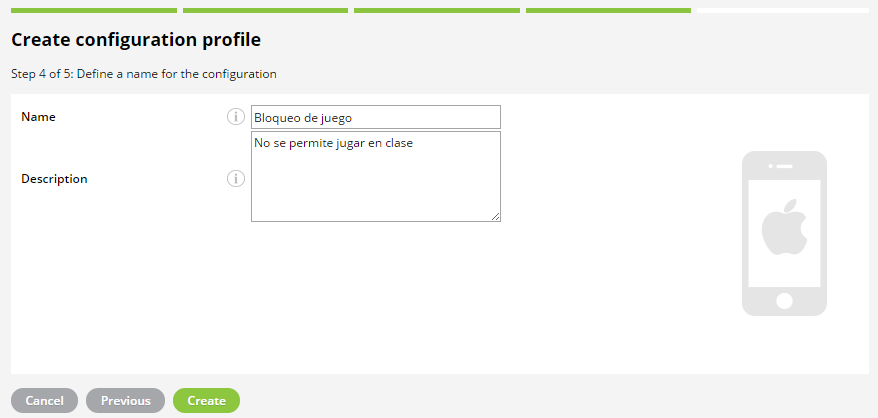 Create configuration profile
Step 4 of 5: Define a name for the configuration
Name
Bloqueo de juego
Description
No se permite jugar en clase
Cancel
Previous
Create